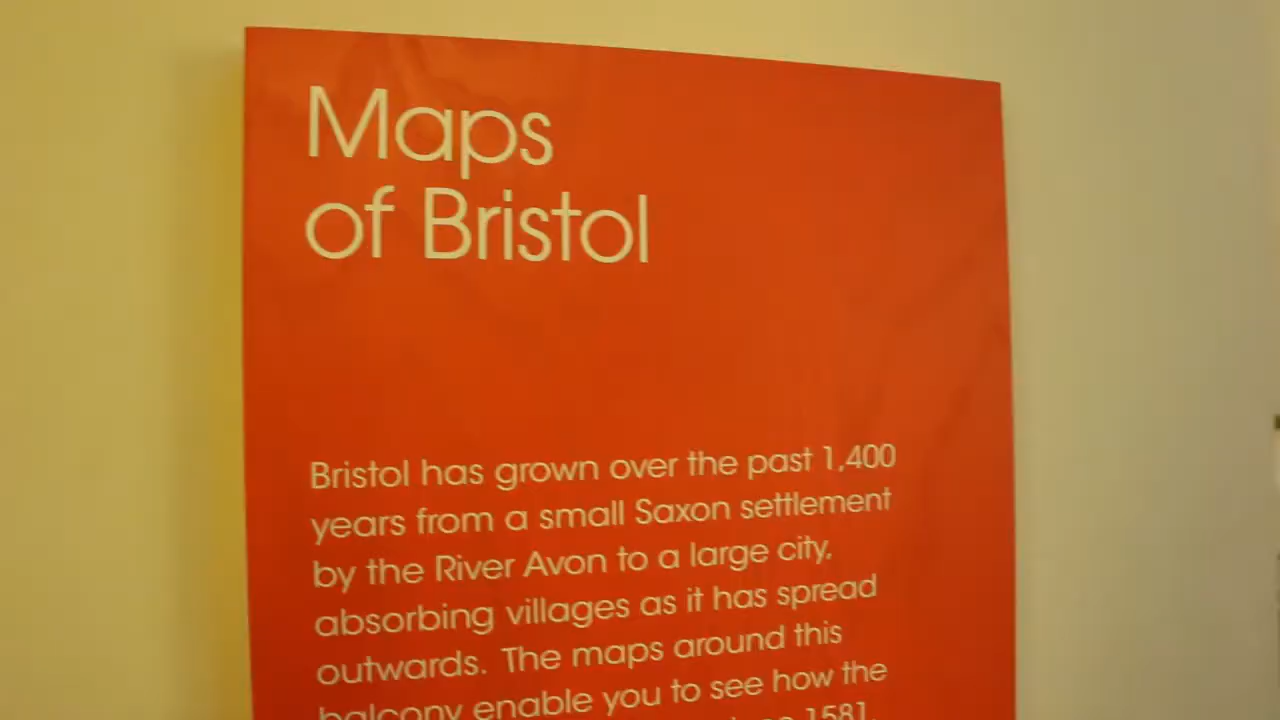 Maps
of Bristol
Bristol has grown over the past 1,400
years from a small Saxon settlement
by the River Avon to a large city,
absorbing villages as it has spread
outwards. The maps around this
balcony enable you to see how the
1581.